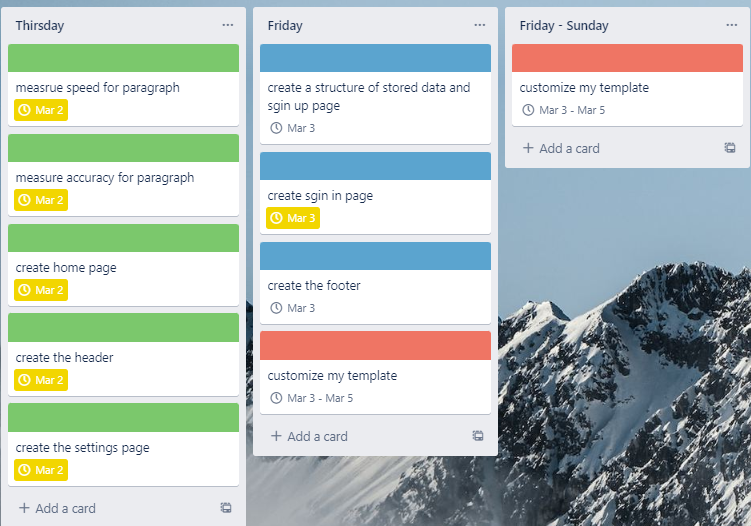 Thirsday
measrue speed for paragraph
Mar 2
measure accuracy for paragraph
Mar 2
create home page
Mar 2
create the header
Mar 2
create the settings page
Mar 2
Add a card
Friday
create a structure of stored data and
sgin up page
Mar 3
create sgin in page
Mar 3
create the footer
Mar 3
customize my template
Mar 3 - Mar 5
Add a card
Friday - Sunday
customize my template
Mar 3 - Mar 5
Add a card